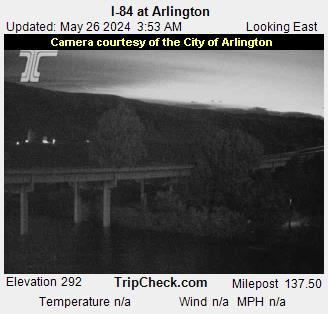 I-84 at Arlington
Updated: May 26 2024 3:53 AM Looking East
Camera courtesy of the City of Arlington
Elevation 292 TripCheck.com Milepost 137.50
Temperature n/a Wind n/a MPH n/a